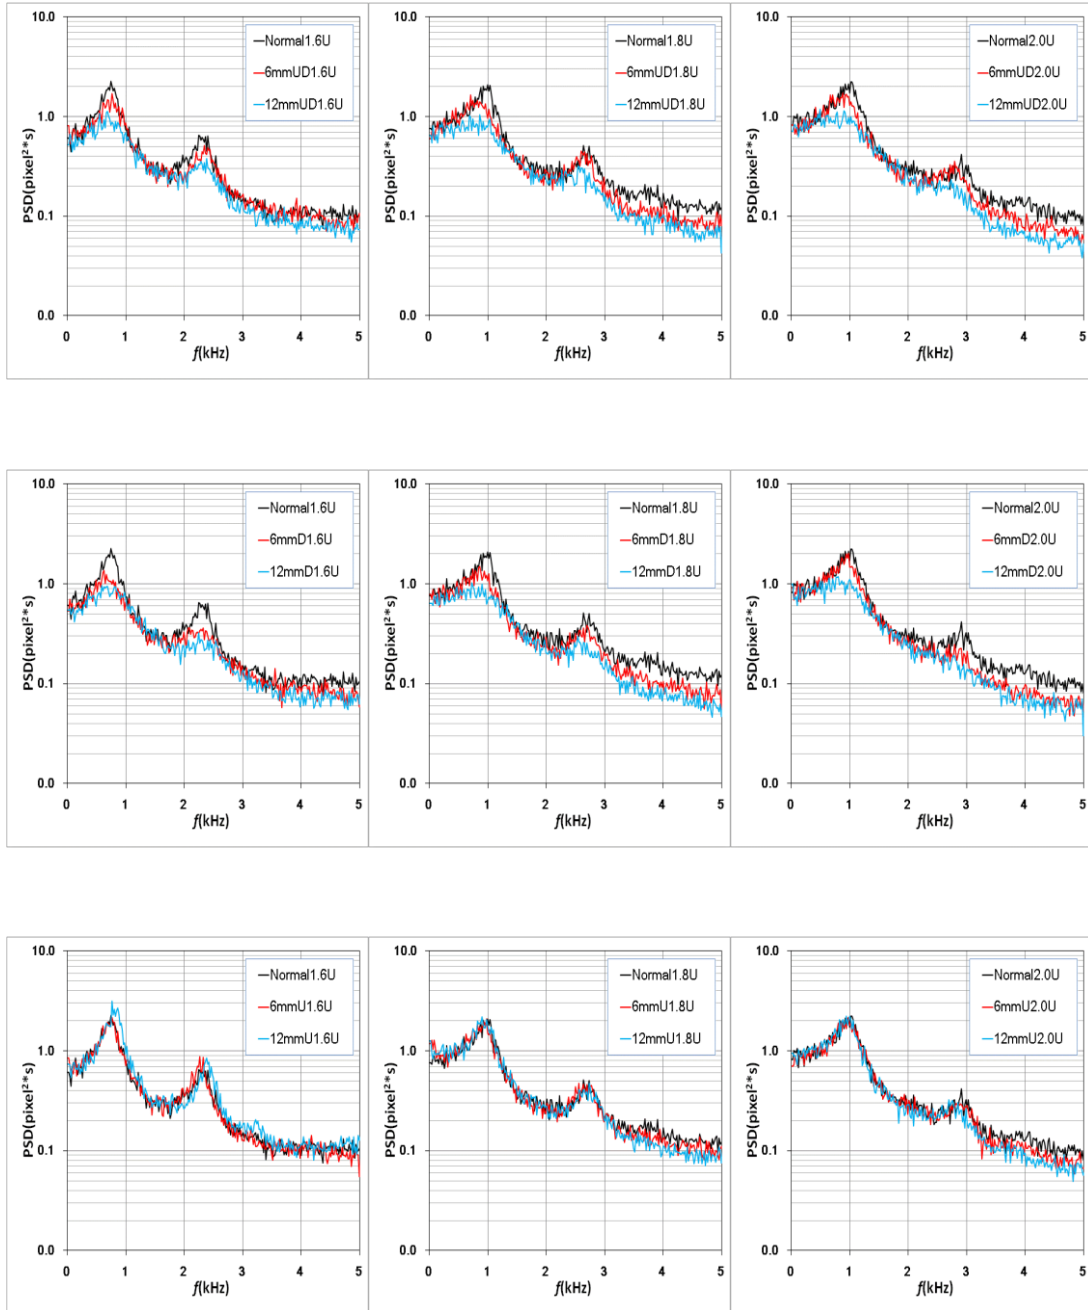 10.0
1.0
0.1
0.0
PSD(pixel²*s)
0 1 2 3 4 5
f(kHz)
Normal1.6U
6mmUD1.6U
12mmUD1.6U
10.0
1.0
0.1
0.0
PSD(pixel²*s)
0 1 2 3 4 5
f(kHz)
Normal1.8U
6mmUD1.8U
12mmUD1.8U
10.0
1.0
0.1
0.0
PSD(pixel²*s)
0 1 2 3 4 5
f(kHz)
Normal2.0U
6mmUD2.0U
12mmUD2.0U
10.0
1.0
0.1
0.0
PSD(pixel²*s)
0 1 2 3 4 5
f(kHz)
Normal1.6U
6mmD1.6U
12mmD1.6U
10.0
1.0
0.1
0.0
PSD(pixel²*s)
0 1 2 3 4 5
f(kHz)
Normal1.8U
6mmD1.8U
12mmD1.8U
10.0
1.0
0.1
0.0
PSD(pixel²*s)
0 1 2 3 4 5
f(kHz)
Normal2.0U
6mmD2.0U
12mmD2.0U
10.0
1.0
0.1
0.0
PSD(pixel²*s)
0 1 2 3 4 5
f(kHz)
Normal1.6U
6mmU1.6U
12mmU1.6U
10.0
1.0
0.1
0.0
PSD(pixel²*s)
0 1 2 3 4 5
f(kHz)
Normal1.8U
6mmU1.8U
12mmU1.8U
10.0
1.0
0.1
0.0
PSD(pixel²*s)
0 1 2 3 4 5
f(kHz)
Normal2.0U
6mmU2.0U
12mmU2.0U